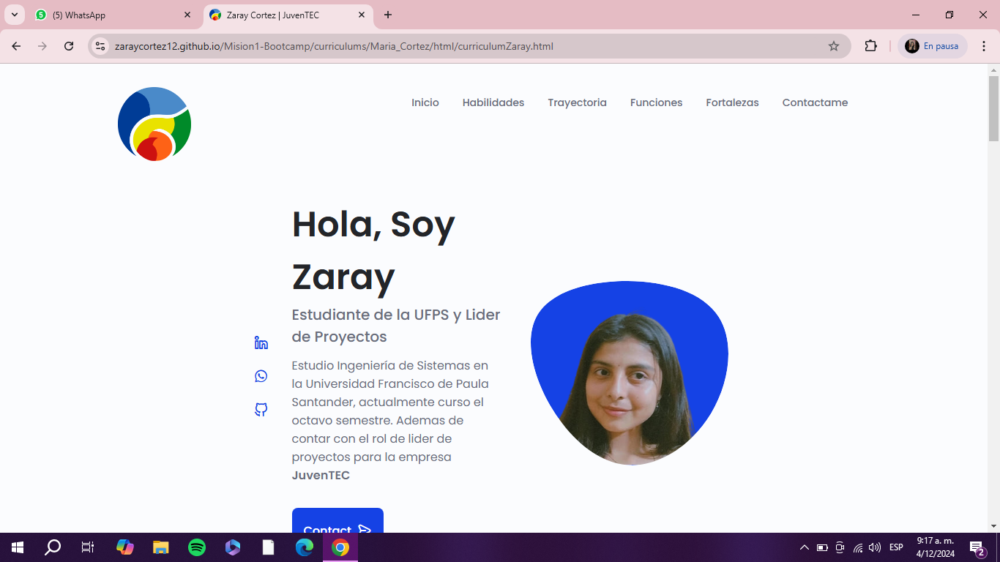 5
(5) WhatsApp
Zaray Cortez | JuvenTEC
zaraycortez12.github.io/Mision1-Bootcamp/curriculums/Maria_Cortez/html/curriculumZaray.html
En pausa
Inicio Habilidades Trayectoria Funciones Fortalezas Contactame
Hola, Soy
Zaray
Estudiante de la UFPS y Lider
de Proyectos
Estudio Ingeniería de Sistemas en
la Universidad Francisco de Paula
Santander, actualmente curso el
octavo semestre. Ademas de
contar con el rol de lider de
proyectos para la empresa
JuvenTEC
Contact
ESP
9:17 a. m.
4/12/2024
2